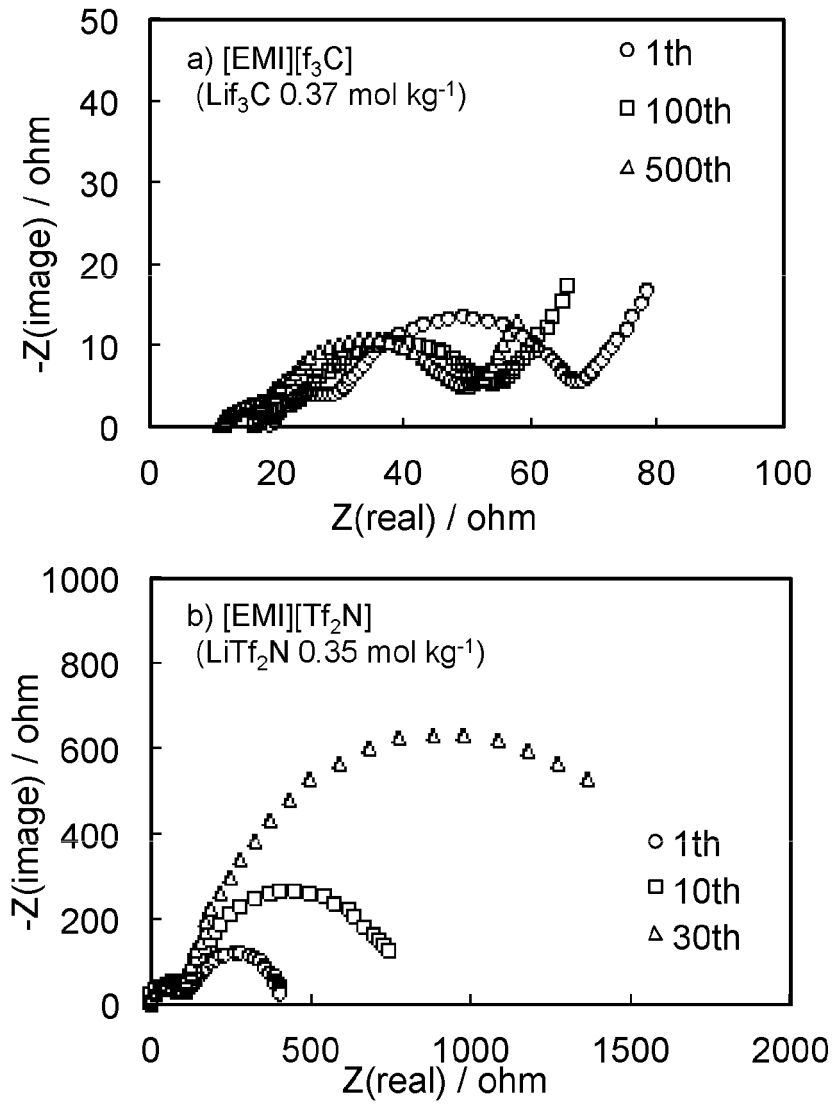 50
40
30
20
10
0
-Z(image) / ohm
a) [EMI][f₃C]
(Lif₃C 0.37 mol kg⁻¹)
1th
100th
500th
0 20 40 60 80 100
Z(real) / ohm
1000
800
600
400
200
0
-Z(image) / ohm
b) [EMI][Tf₂N]
(LiTf₂N 0.35 mol kg⁻¹)
1th
10th
30th
0 500 1000 1500 2000
Z(real) / ohm